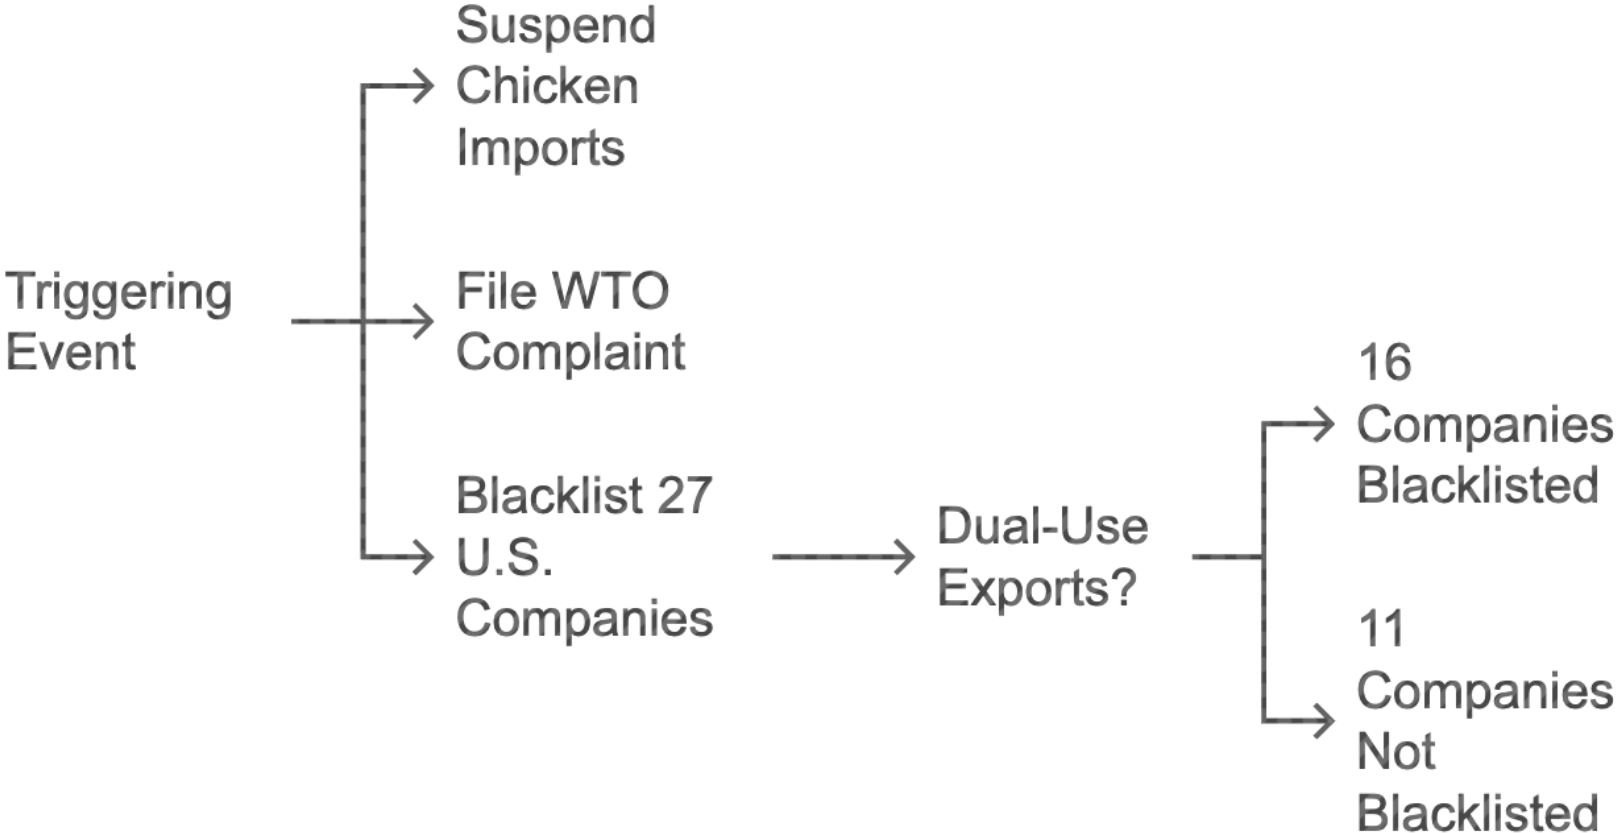 Suspend
Chicken
Imports
Triggering
Event
File WTO
Complaint
Blacklist 27
U.S.
Companies
Dual-Use
Exports?
16
Companies
Blacklisted
11
Companies
Not
Blacklisted